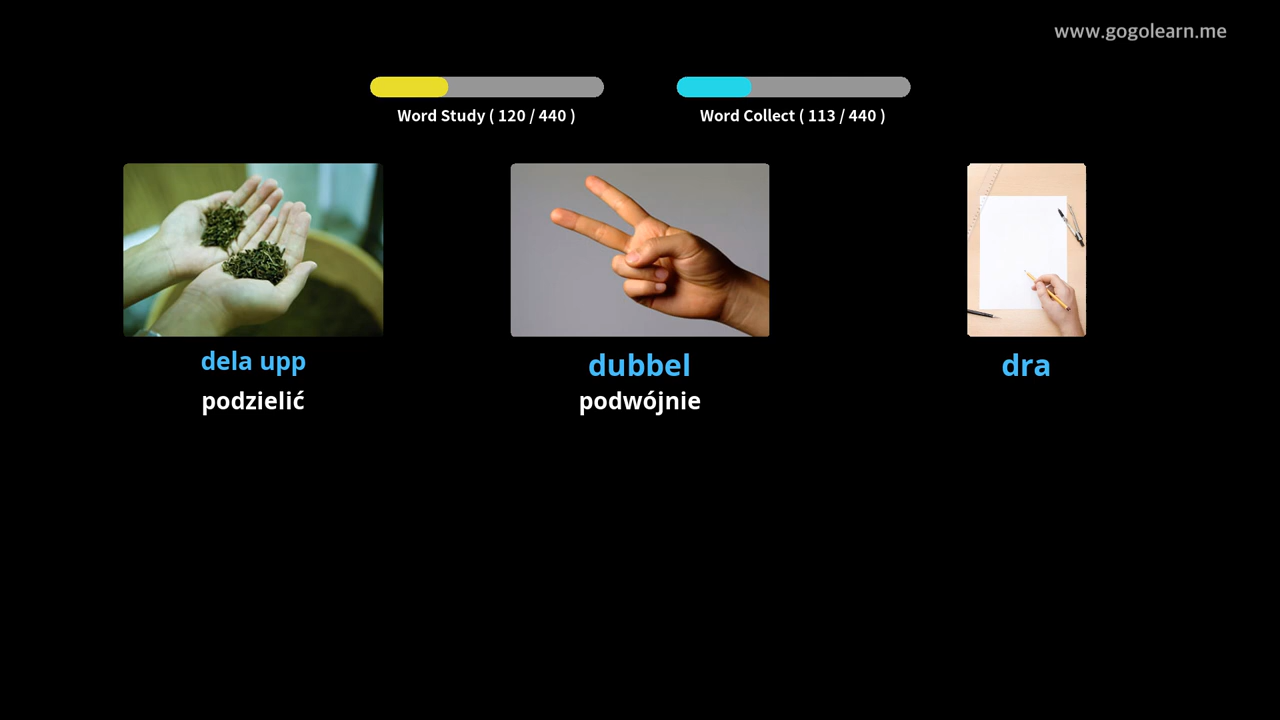 www.gogolearn.me
Word Study ( 120 / 440 )
Word Collect ( 113 / 440 )
dela upp
podzielić
dubbel
podwójnie
dra